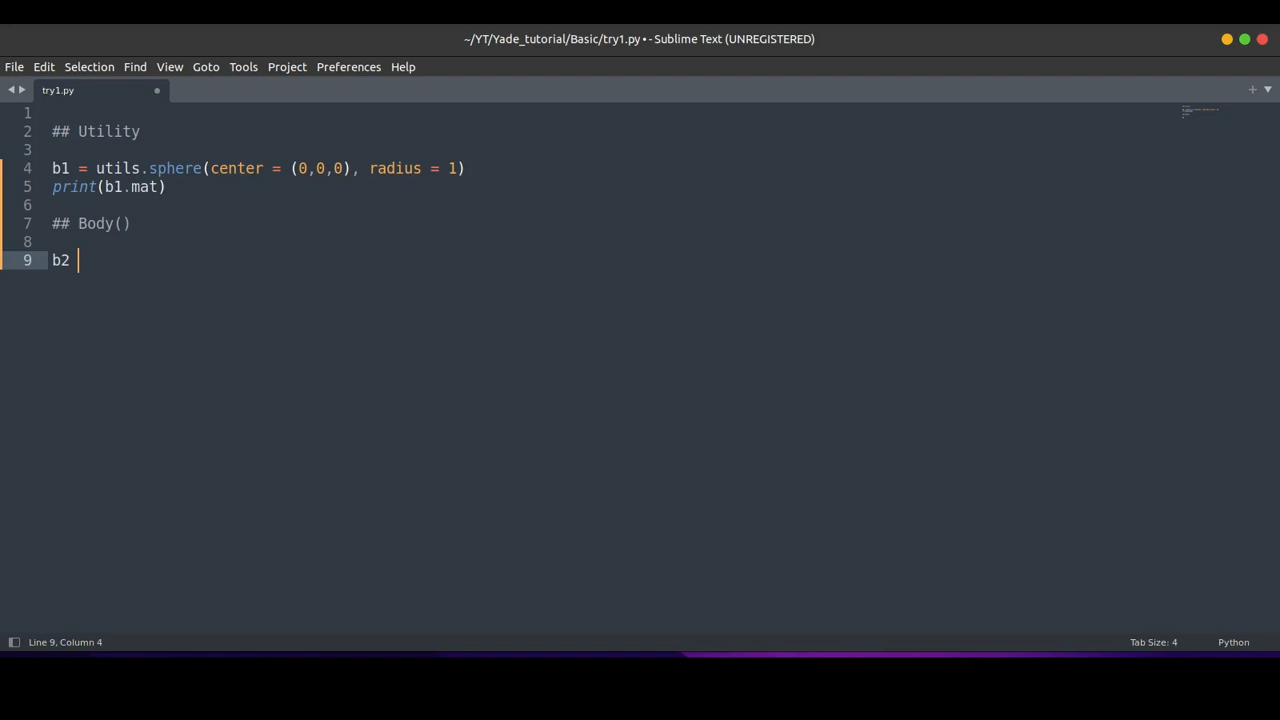 ~/YT/Yade_tutorial/Basic/try1.py • - Sublime Text (UNREGISTERED)
File Edit Selection Find View Goto Tools Project Preferences Help
try1.py
1
2 ## Utility
3
4 b1 = utils.sphere(center = (0,0,0), radius = 1)
5 print(b1.mat)
6
7 ## Body()
8
9 b2
Line 9, Column 4 Tab Size: 4 Python